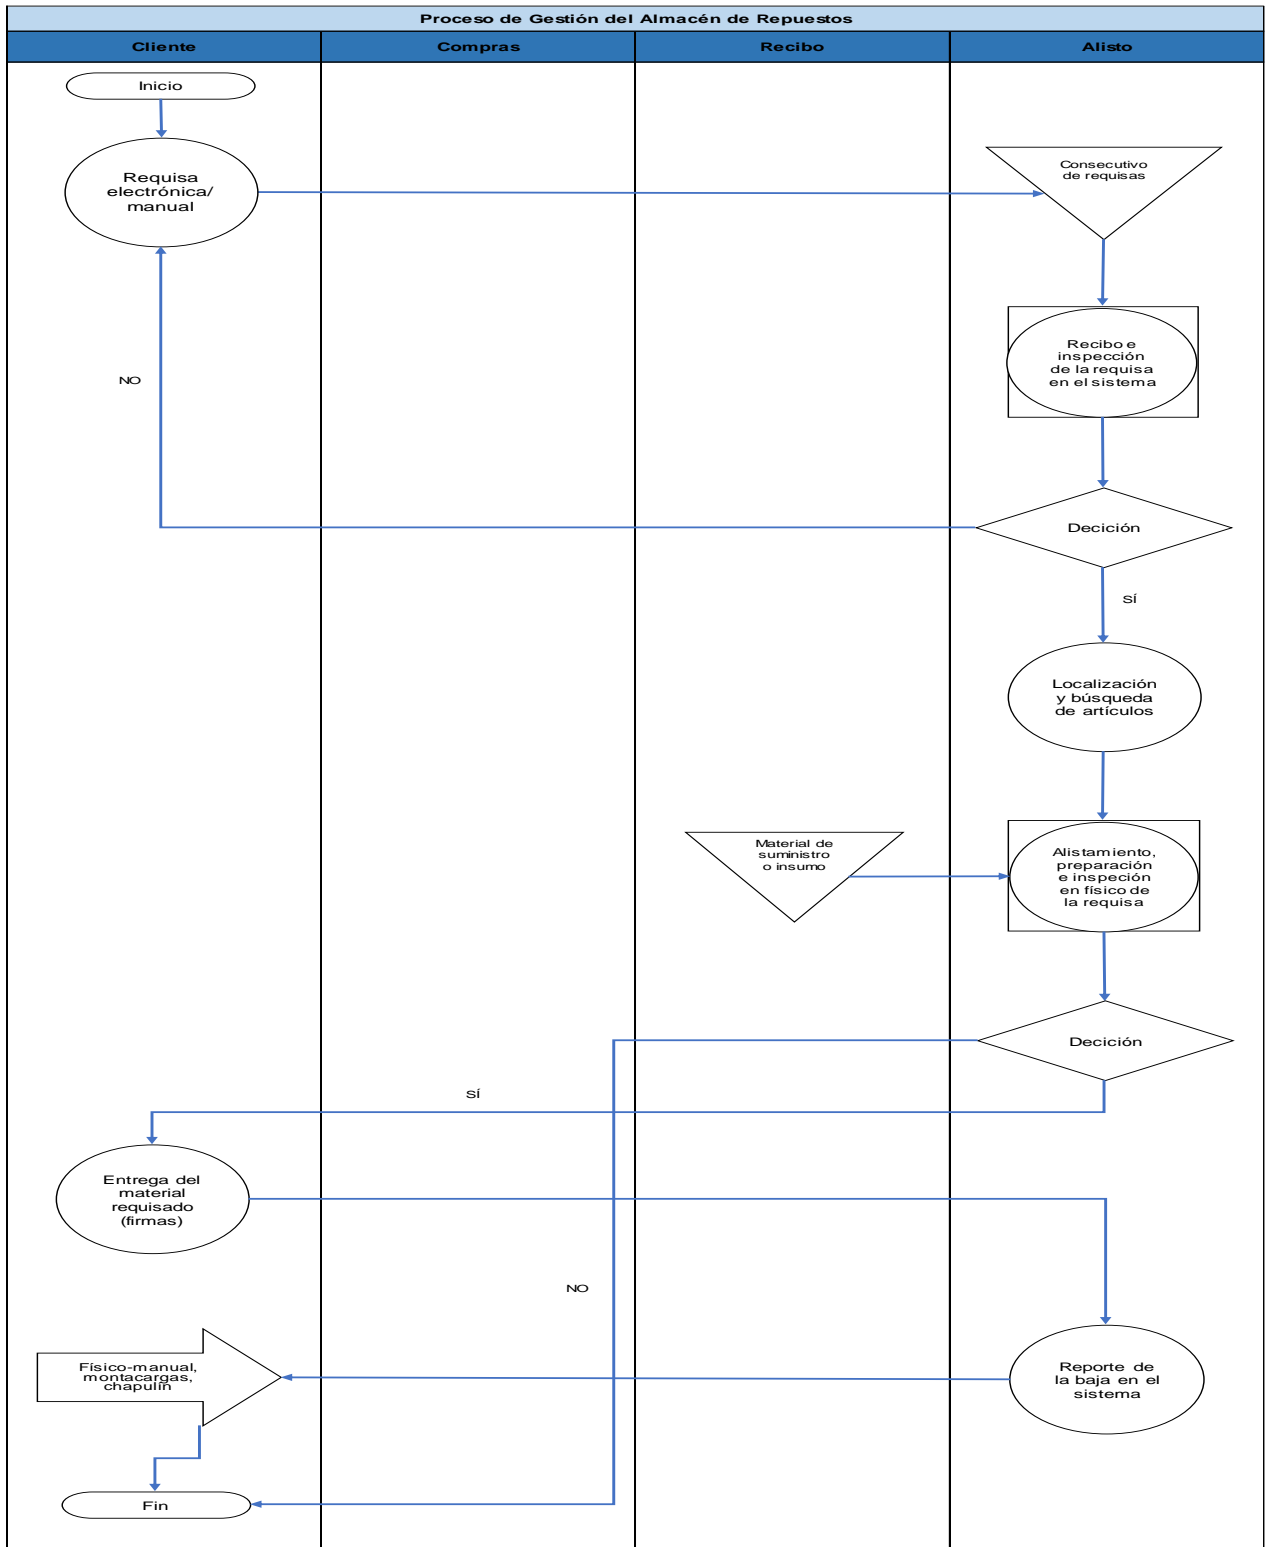 Proceso de Gestión del Almacén de Repuestos
Cliente
Compras
Recibo
Alisto
Inicio
Requisa
electrónica/
manual
Consecutivo
de requisas
Recibo e
inspección
de la requisa
en el sistema
NO
Decición
SÍ
Localización
y búsqueda
de artículos
Material de
suministro
o insumo
Alistamiento,
preparación
e inspeción
en físico de
la requisa
Decición
SÍ
Entrega del
material
requisado
(firmas)
NO
Físico-manual,
montacargas,
chapulín
Reporte de
la baja en el
sistema
Fin